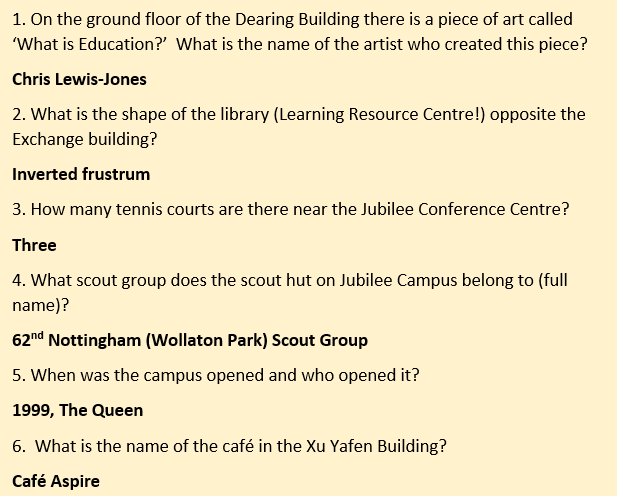 1. On the ground floor of the Dearing Building there is a piece of art called
‘What is Education?’  What is the name of the artist who created this piece?
Chris Lewis-Jones
2. What is the shape of the library (Learning Resource Centre!) opposite the
Exchange building?
Inverted frustrum
3. How many tennis courts are there near the Jubilee Conference Centre?
Three
4. What scout group does the scout hut on Jubilee Campus belong to (full
name)?
62nd Nottingham (Wollaton Park) Scout Group
5. When was the campus opened and who opened it?
1999, The Queen
6.  What is the name of the café in the Xu Yafen Building?
Café Aspire